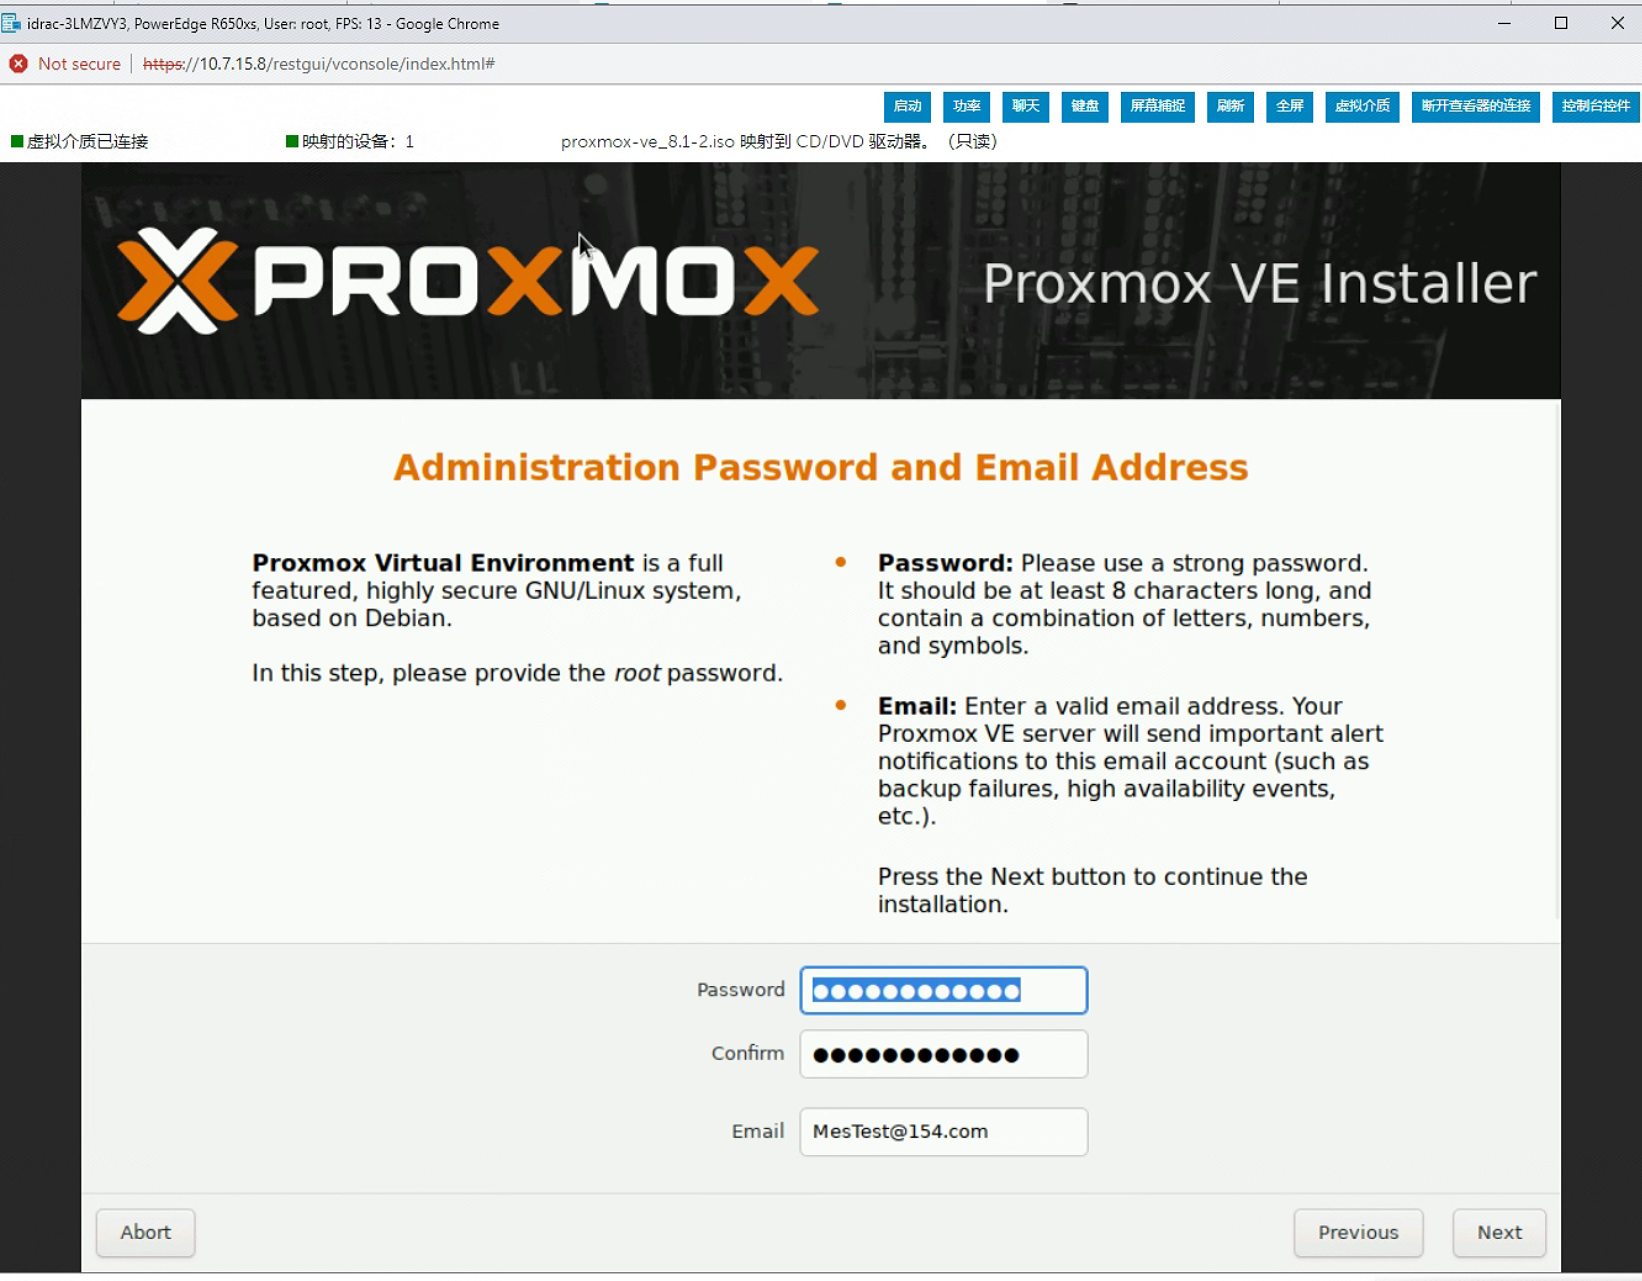 idrac-3LMZVY3, PowerEdge R650xs, User: root, FPS: 13 - Google Chrome
Not secure https://10.7.15.8/restgui/vconsole/index.html#
启动 功率 聊天 键盘 屏幕捕捉 刷新 全屏 虚拟介质 断开查看器的连接 控制台控件
虚拟介质已连接 映射的设备：1 proxmox-ve_8.1-2.iso 映射到 CD/DVD 驱动器。（只读）
PROXMOX
Proxmox VE Installer
Administration Password and Email Address
Proxmox Virtual Environment is a full
featured, highly secure GNU/Linux system,
based on Debian.
In this step, please provide the root password.
Password: Please use a strong password.
It should be at least 8 characters long, and
contain a combination of letters, numbers,
and symbols.
Email: Enter a valid email address. Your
Proxmox VE server will send important alert
notifications to this email account (such as
backup failures, high availability events,
etc.).
Press the Next button to continue the
installation.
Password ●●●●●●●●●●●●
Confirm ●●●●●●●●●●●●
Email MesTest@154.com
Abort Previous Next